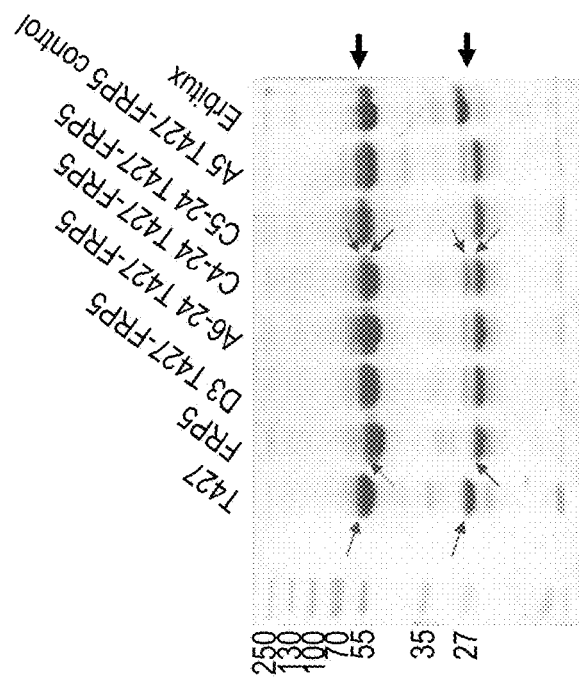 Erbitux
A5 T427-FRP5 control
C5-24 T427-FRP5
C4-24 T427-FRP5
A6-24 T427-FRP5
D3 T427-FRP5
FRP5
T427
250
130
100
70
55
35
27